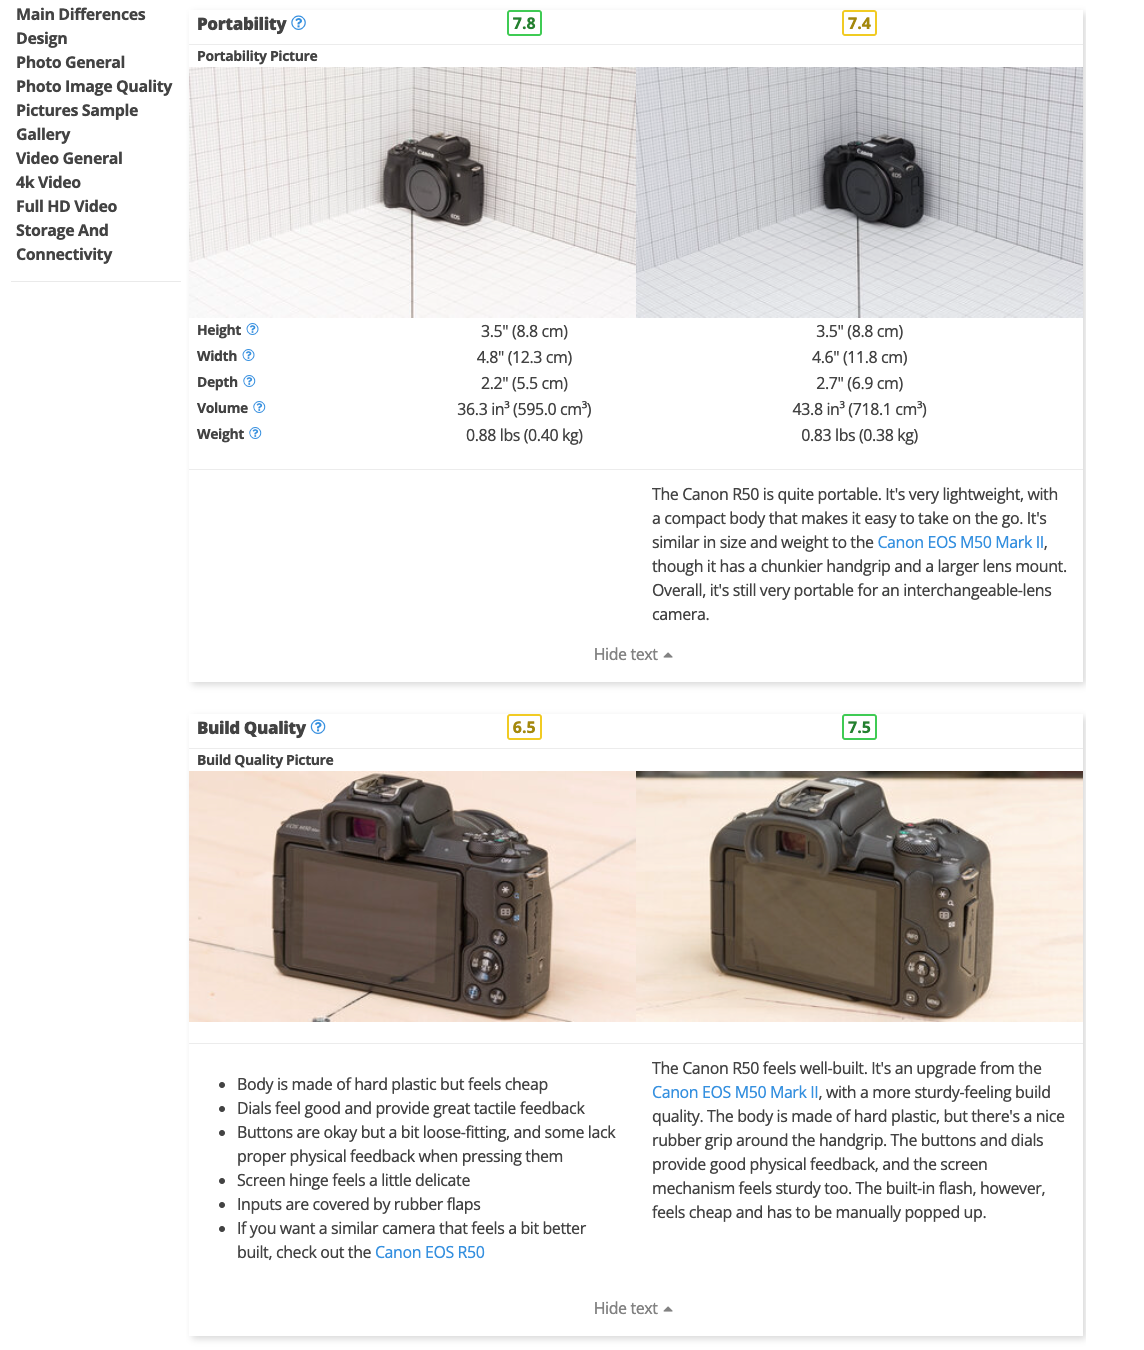 Main Differences
Design
Photo General
Photo Image Quality
Pictures Sample
Gallery
Video General
4k Video
Full HD Video
Storage And
Connectivity
Portability ? 7.8 7.4
Portability Picture
Canon
EOS
Canon
EOS
Height ? 3.5" (8.8 cm) 3.5" (8.8 cm)
Width ? 4.8" (12.3 cm) 4.6" (11.8 cm)
Depth ? 2.2" (5.5 cm) 2.7" (6.9 cm)
Volume ? 36.3 in³ (595.0 cm³) 43.8 in³ (718.1 cm³)
Weight ? 0.88 lbs (0.40 kg) 0.83 lbs (0.38 kg)
The Canon R50 is quite portable. It's very lightweight, with
a compact body that makes it easy to take on the go. It's
similar in size and weight to the Canon EOS M50 Mark II,
though it has a chunkier handgrip and a larger lens mount.
Overall, it's still very portable for an interchangeable-lens
camera.
Hide text
Build Quality ? 6.5 7.5
Build Quality Picture
OFF
INFO
MENU
Body is made of hard plastic but feels cheap
Dials feel good and provide great tactile feedback
Buttons are okay but a bit loose-fitting, and some lack
proper physical feedback when pressing them
Screen hinge feels a little delicate
Inputs are covered by rubber flaps
If you want a similar camera that feels a bit better
built, check out the Canon EOS R50
The Canon R50 feels well-built. It's an upgrade from the
Canon EOS M50 Mark II, with a more sturdy-feeling build
quality. The body is made of hard plastic, but there's a nice
rubber grip around the handgrip. The buttons and dials
provide good physical feedback, and the screen
mechanism feels sturdy too. The built-in flash, however,
feels cheap and has to be manually popped up.
Hide text